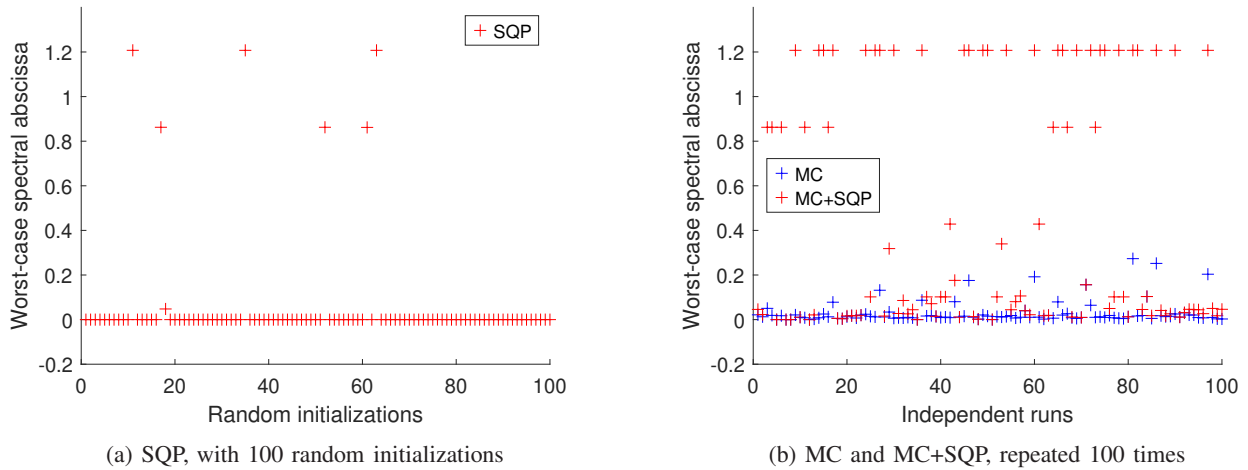 Worst-case spectral abscissa
1.2
1
0.8
0.6
0.4
0.2
0
-0.2
0 20 40 60 80 100
Random initializations
SQP
(a) SQP, with 100 random initializations
Worst-case spectral abscissa
1.2
1
0.8
0.6
0.4
0.2
0
-0.2
0 20 40 60 80 100
Independent runs
MC
MC+SQP
(b) MC and MC+SQP, repeated 100 times